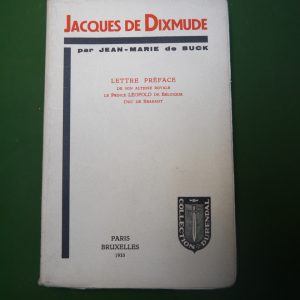 JACQUES DE DIXMUDE
par JEAN-MARIE de BUCK
LETTRE PRÉFACE
DE SON ALTESSE ROYALE
LE PRINCE LÉOPOLD DE BELGIQUE
DUC DE BRABANT
COLLECTION DURENDAL
PARIS
BRUXELLES
1933